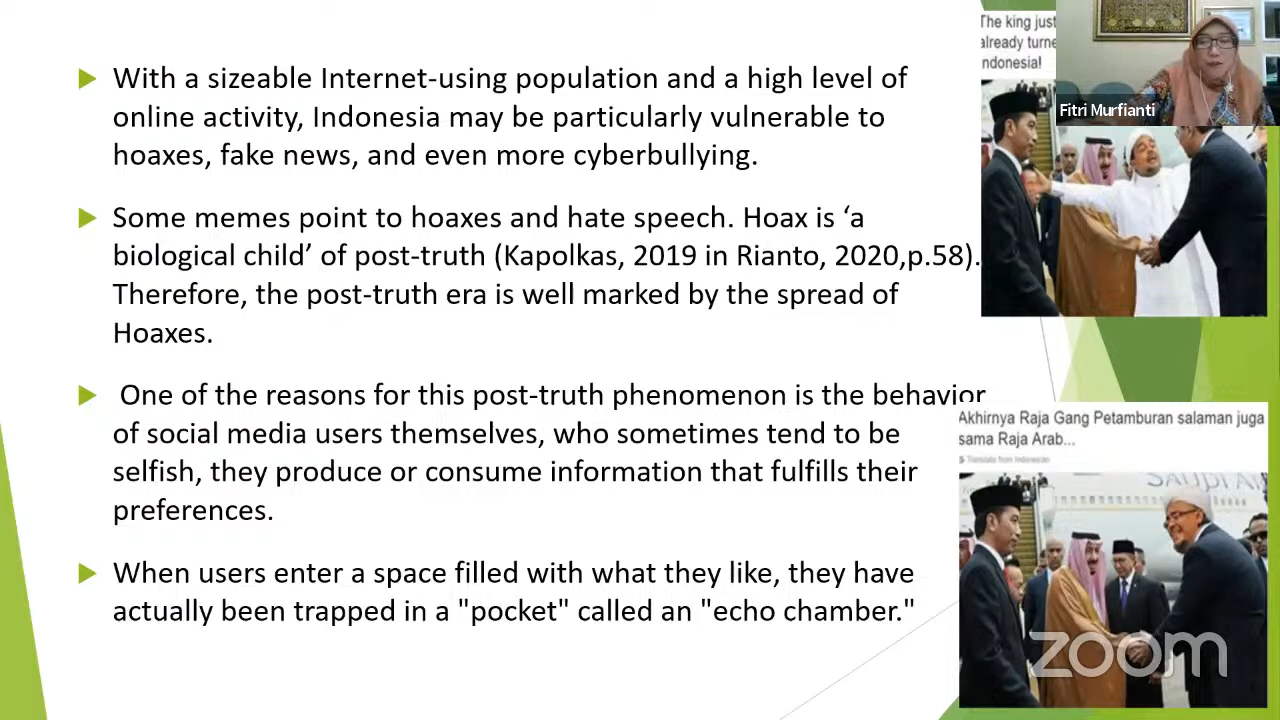 With a sizeable Internet-using population and a high level of
online activity, Indonesia may be particularly vulnerable to
hoaxes, fake news, and even more cyberbullying.
Some memes point to hoaxes and hate speech. Hoax is ‘a
biological child’ of post-truth (Kapolkas, 2019 in Rianto, 2020,p.58).
Therefore, the post-truth era is well marked by the spread of
Hoaxes.
One of the reasons for this post-truth phenomenon is the behavior
of social media users themselves, who sometimes tend to be
selfish, they produce or consume information that fulfills their
preferences.
When users enter a space filled with what they like, they have
actually been trapped in a "pocket" called an "echo chamber."
The king just
already turne
Indonesia!
Fitri Murfianti
Akhirnya Raja Gang Petamburan salaman juga
sama Raja Arab...
Translate from Indonesian
SAUDI A
zoom